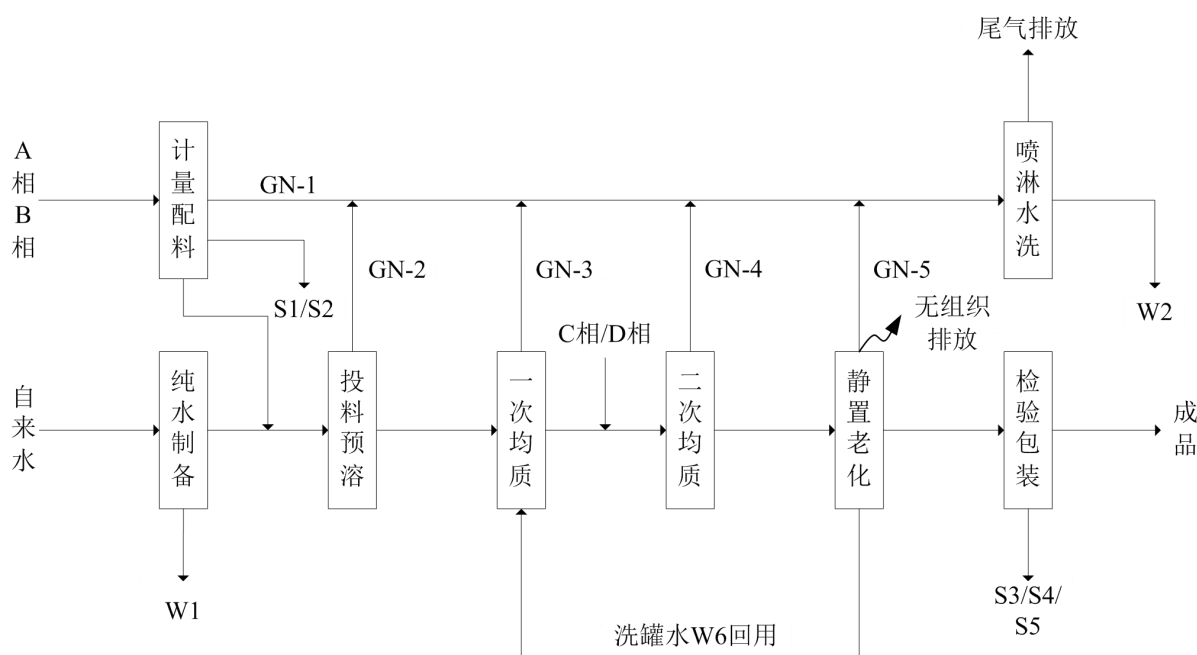 尾气排放
A相B相
计量配料
GN-1
喷淋水洗
GN-2
GN-3
GN-4
GN-5
S1/S2
W2
无组织
排放
C相/D相
自来水
纯水制备
投料预溶
一次均质
二次均质
静置老化
检验包装
成品
W1
S3/S4/
S5
洗罐水W6回用